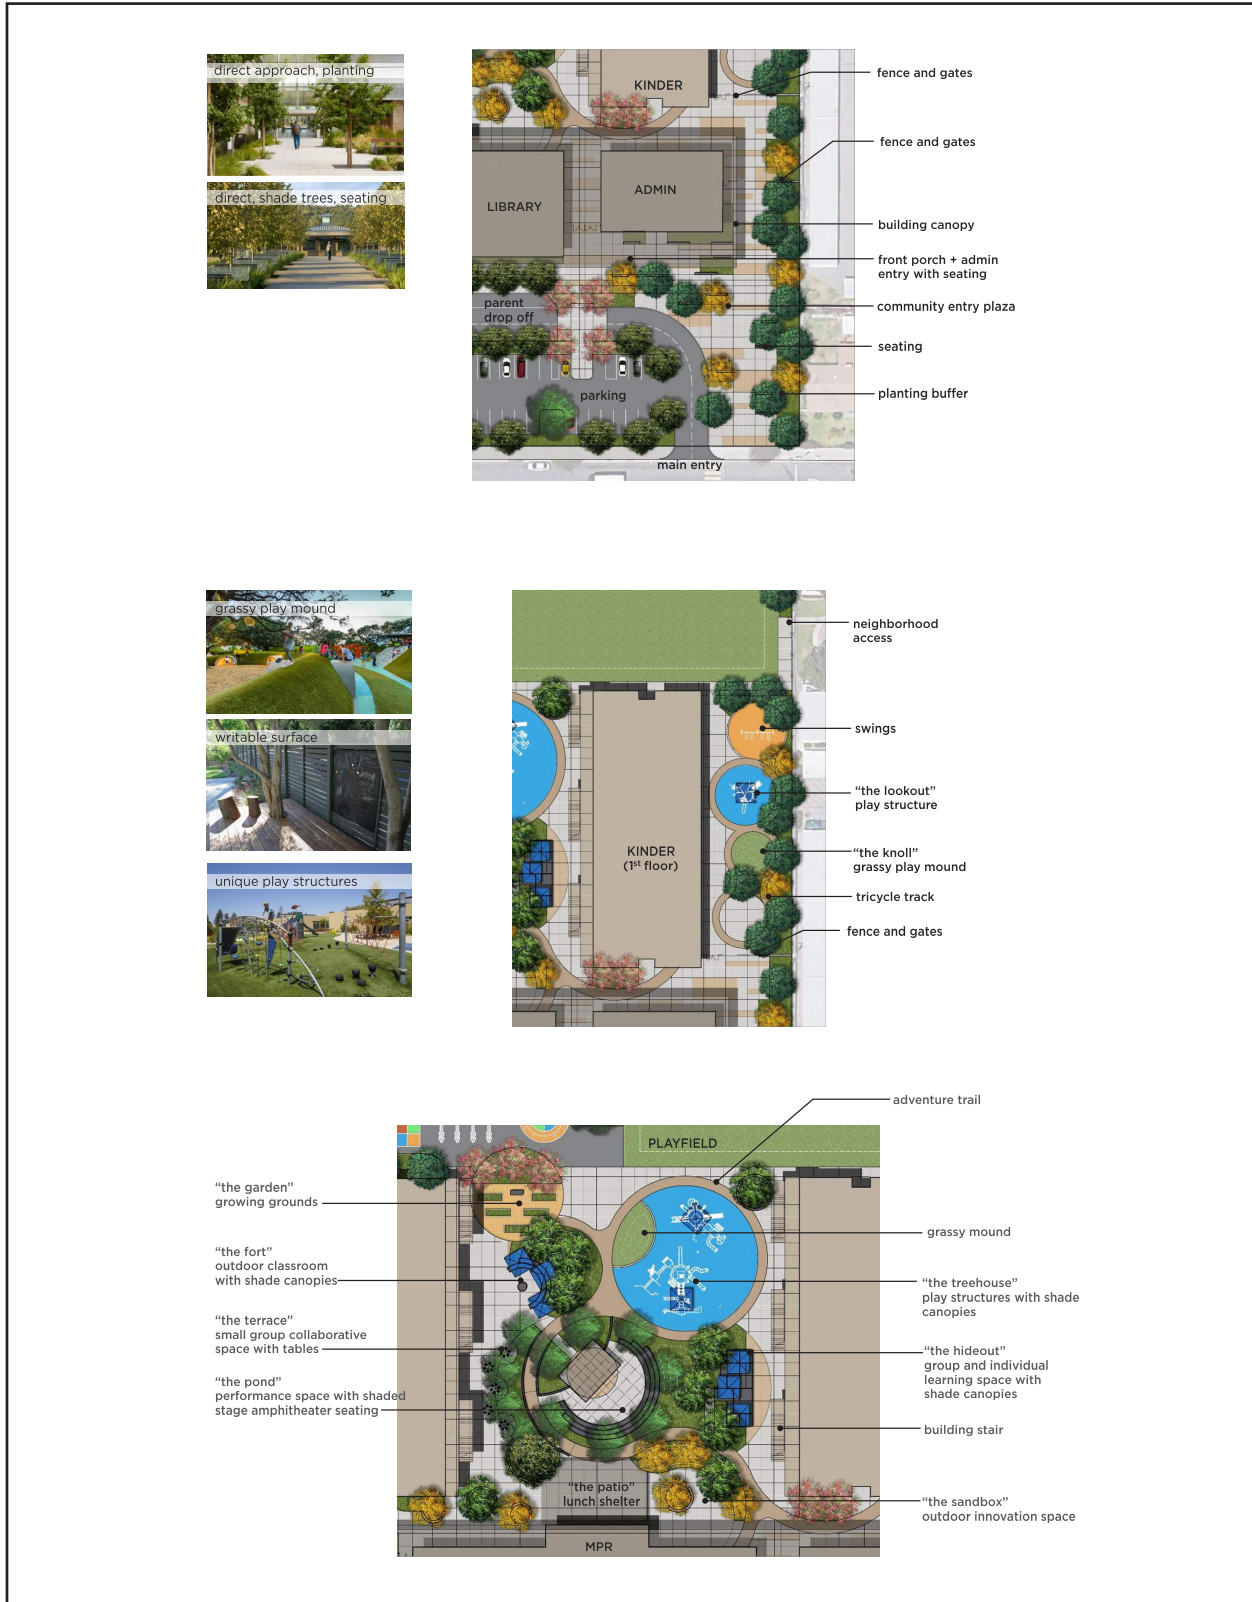 direct approach, planting
direct, shade trees, seating
KINDER
LIBRARY
ADMIN
parent
drop off
parking
main entry
fence and gates
fence and gates
building canopy
front porch + admin
entry with seating
community entry plaza
seating
planting buffer
grassy play mound
writable surface
unique play structures
KINDER
(1st floor)
neighborhood
access
swings
“the lookout”
play structure
“the knoll”
grassy play mound
tricycle track
fence and gates
adventure trail
PLAYFIELD
“the garden”
growing grounds
“the fort”
outdoor classroom
with shade canopies
“the terrace”
small group collaborative
space with tables
“the pond”
performance space with shaded
stage amphitheater seating
grassy mound
“the treehouse”
play structures with shade
canopies
“the hideout”
group and individual
learning space with
shade canopies
building stair
“the sandbox”
outdoor innovation space
“the patio”
lunch shelter
MPR